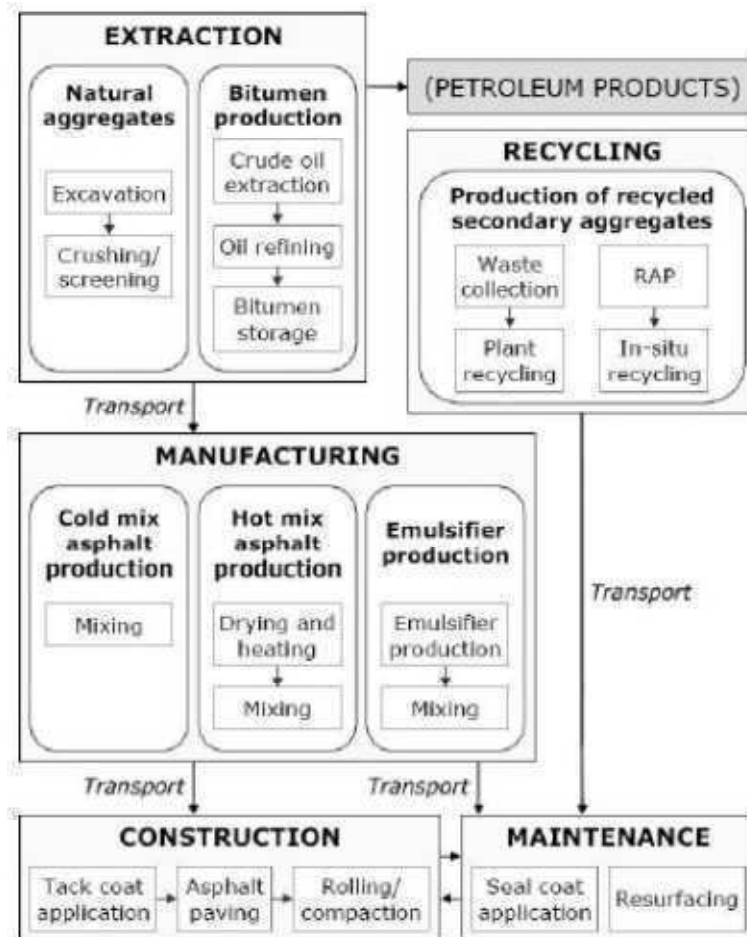 EXTRACTION
Natural
aggregates
Excavation
Crushing/
screening
Bitumen
production
Crude oil
extraction
Oil refining
Bitumen
storage
(PETROLEUM PRODUCTS)
RECYCLING
Production of recycled
secondary aggregates
Waste
collection
Plant
recycling
RAP
In-situ
recycling
Transport
MANUFACTURING
Cold mix
asphalt
production
Mixing
Hot mix
asphalt
production
Drying and
heating
Mixing
Emulsifier
production
Emulsifier
production
Mixing
Transport
Transport
Transport
CONSTRUCTION
Tack coat
application
Asphalt
paving
Rolling/
compaction
MAINTENANCE
Seal coat
application
Resurfacing